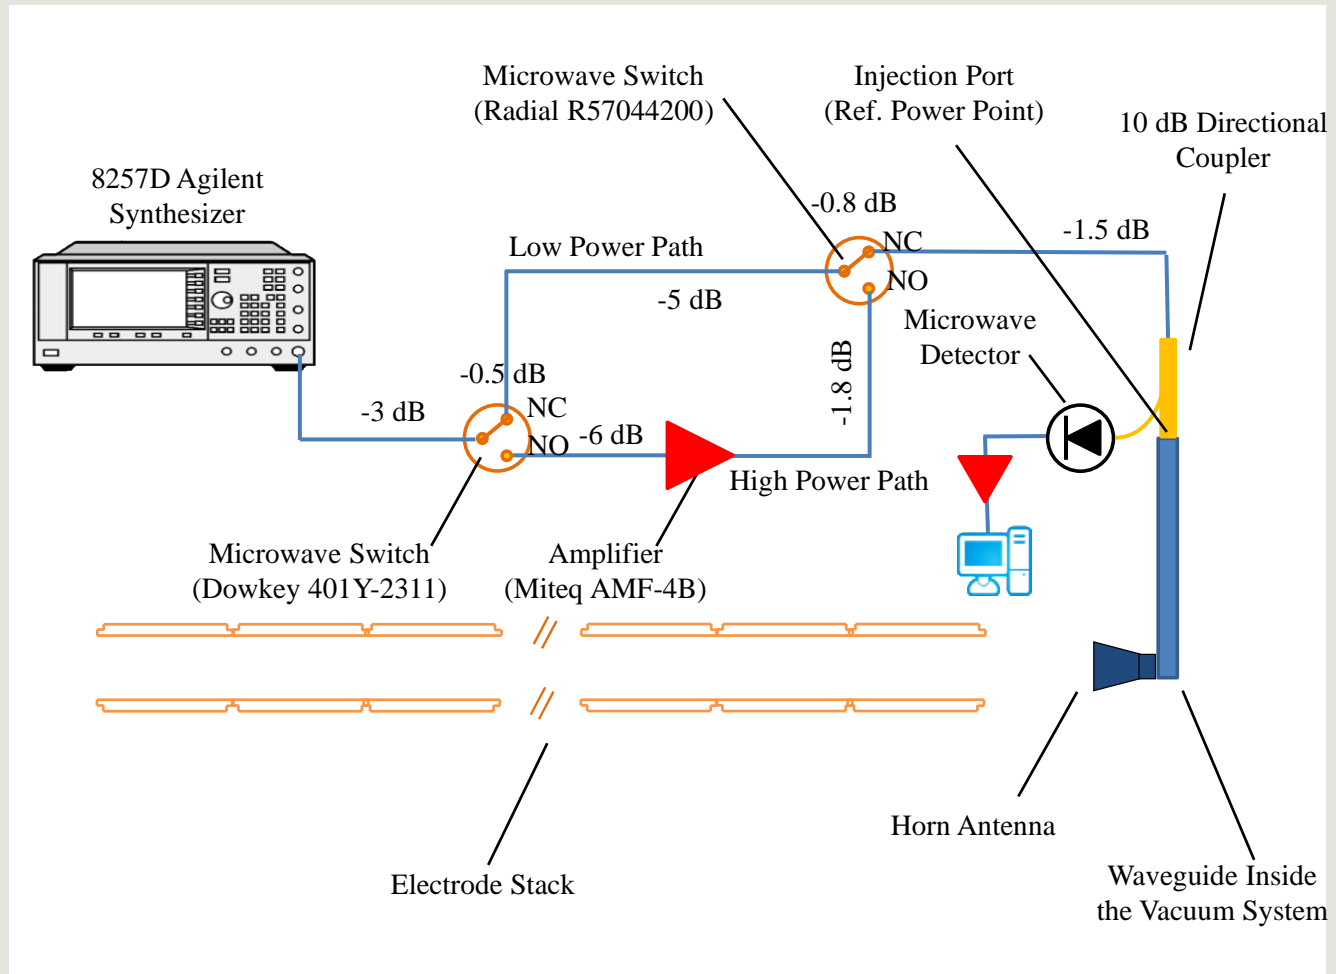 Microwave Switch
(Radial R57044200)
Injection Port
(Ref. Power Point)
10 dB Directional
Coupler
8257D Agilent
Synthesizer
-0.8 dB
NC
-1.5 dB
Low Power Path
-5 dB
NO
Microwave
Detector
-1.8 dB
-0.5 dB
-3 dB
NC
NO
-6 dB
High Power Path
Microwave Switch
(Dowkey 401Y-2311)
Amplifier
(Miteq AMF-4B)
Horn Antenna
Electrode Stack
Waveguide Inside
the Vacuum System